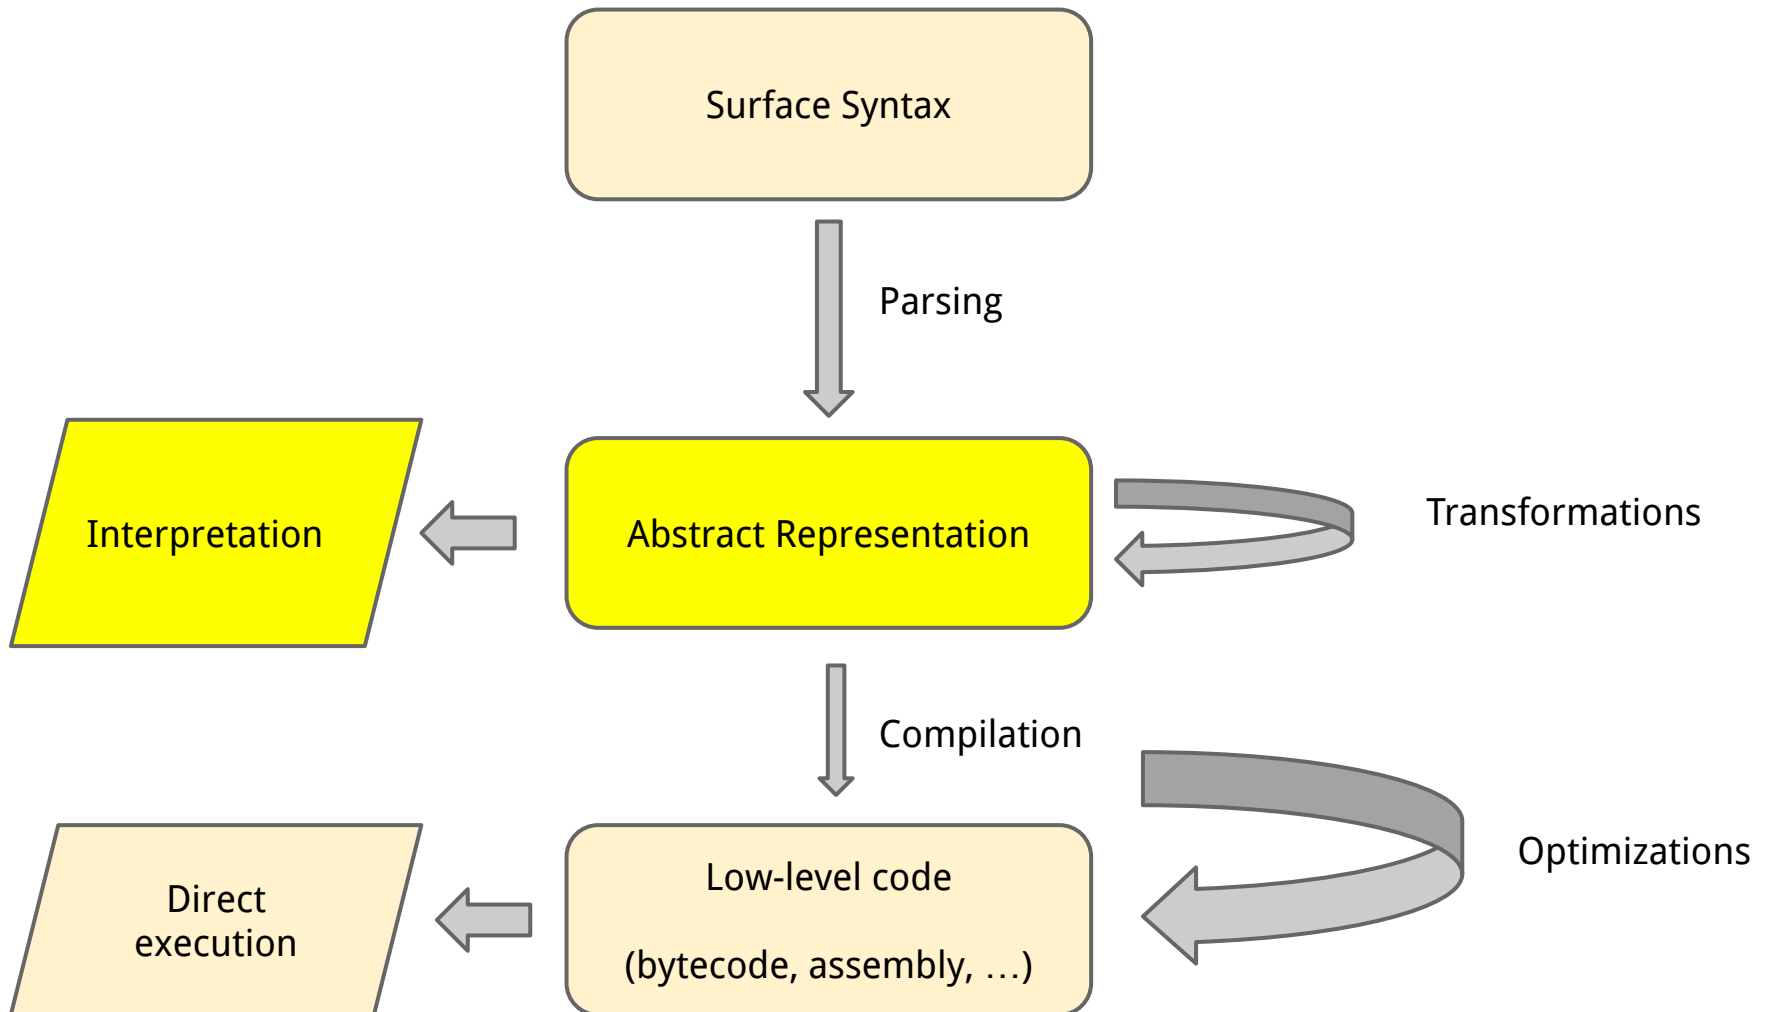 Surface Syntax
Parsing
Interpretation
Abstract Representation
Transformations
Compilation
Direct
execution
Low-level code
(bytecode, assembly, …)
Optimizations